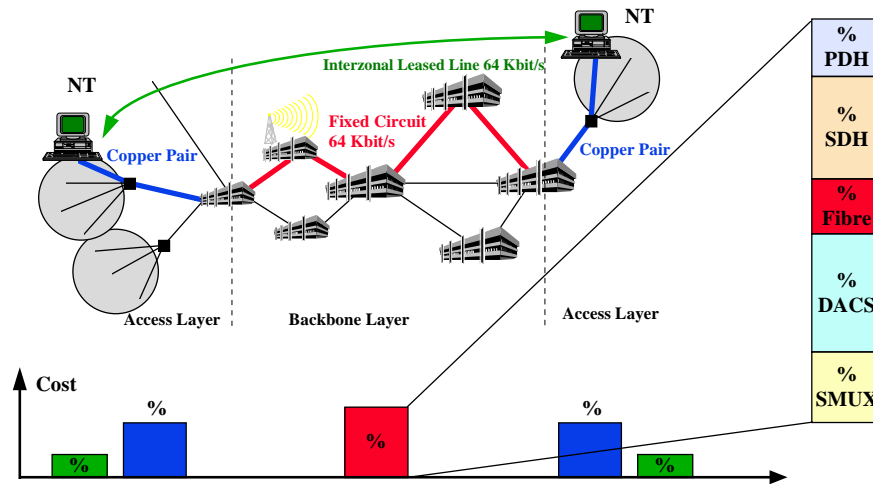 NT
NT
Interzonal Leased Line 64 Kbit/s
Fixed Circuit
64 Kbit/s
Copper Pair
Copper Pair
Access Layer
Backbone Layer
Access Layer
%
PDH
%
SDH
%
Fibre
%
DACS
%
SMUX
Cost
%
%
%
%
%